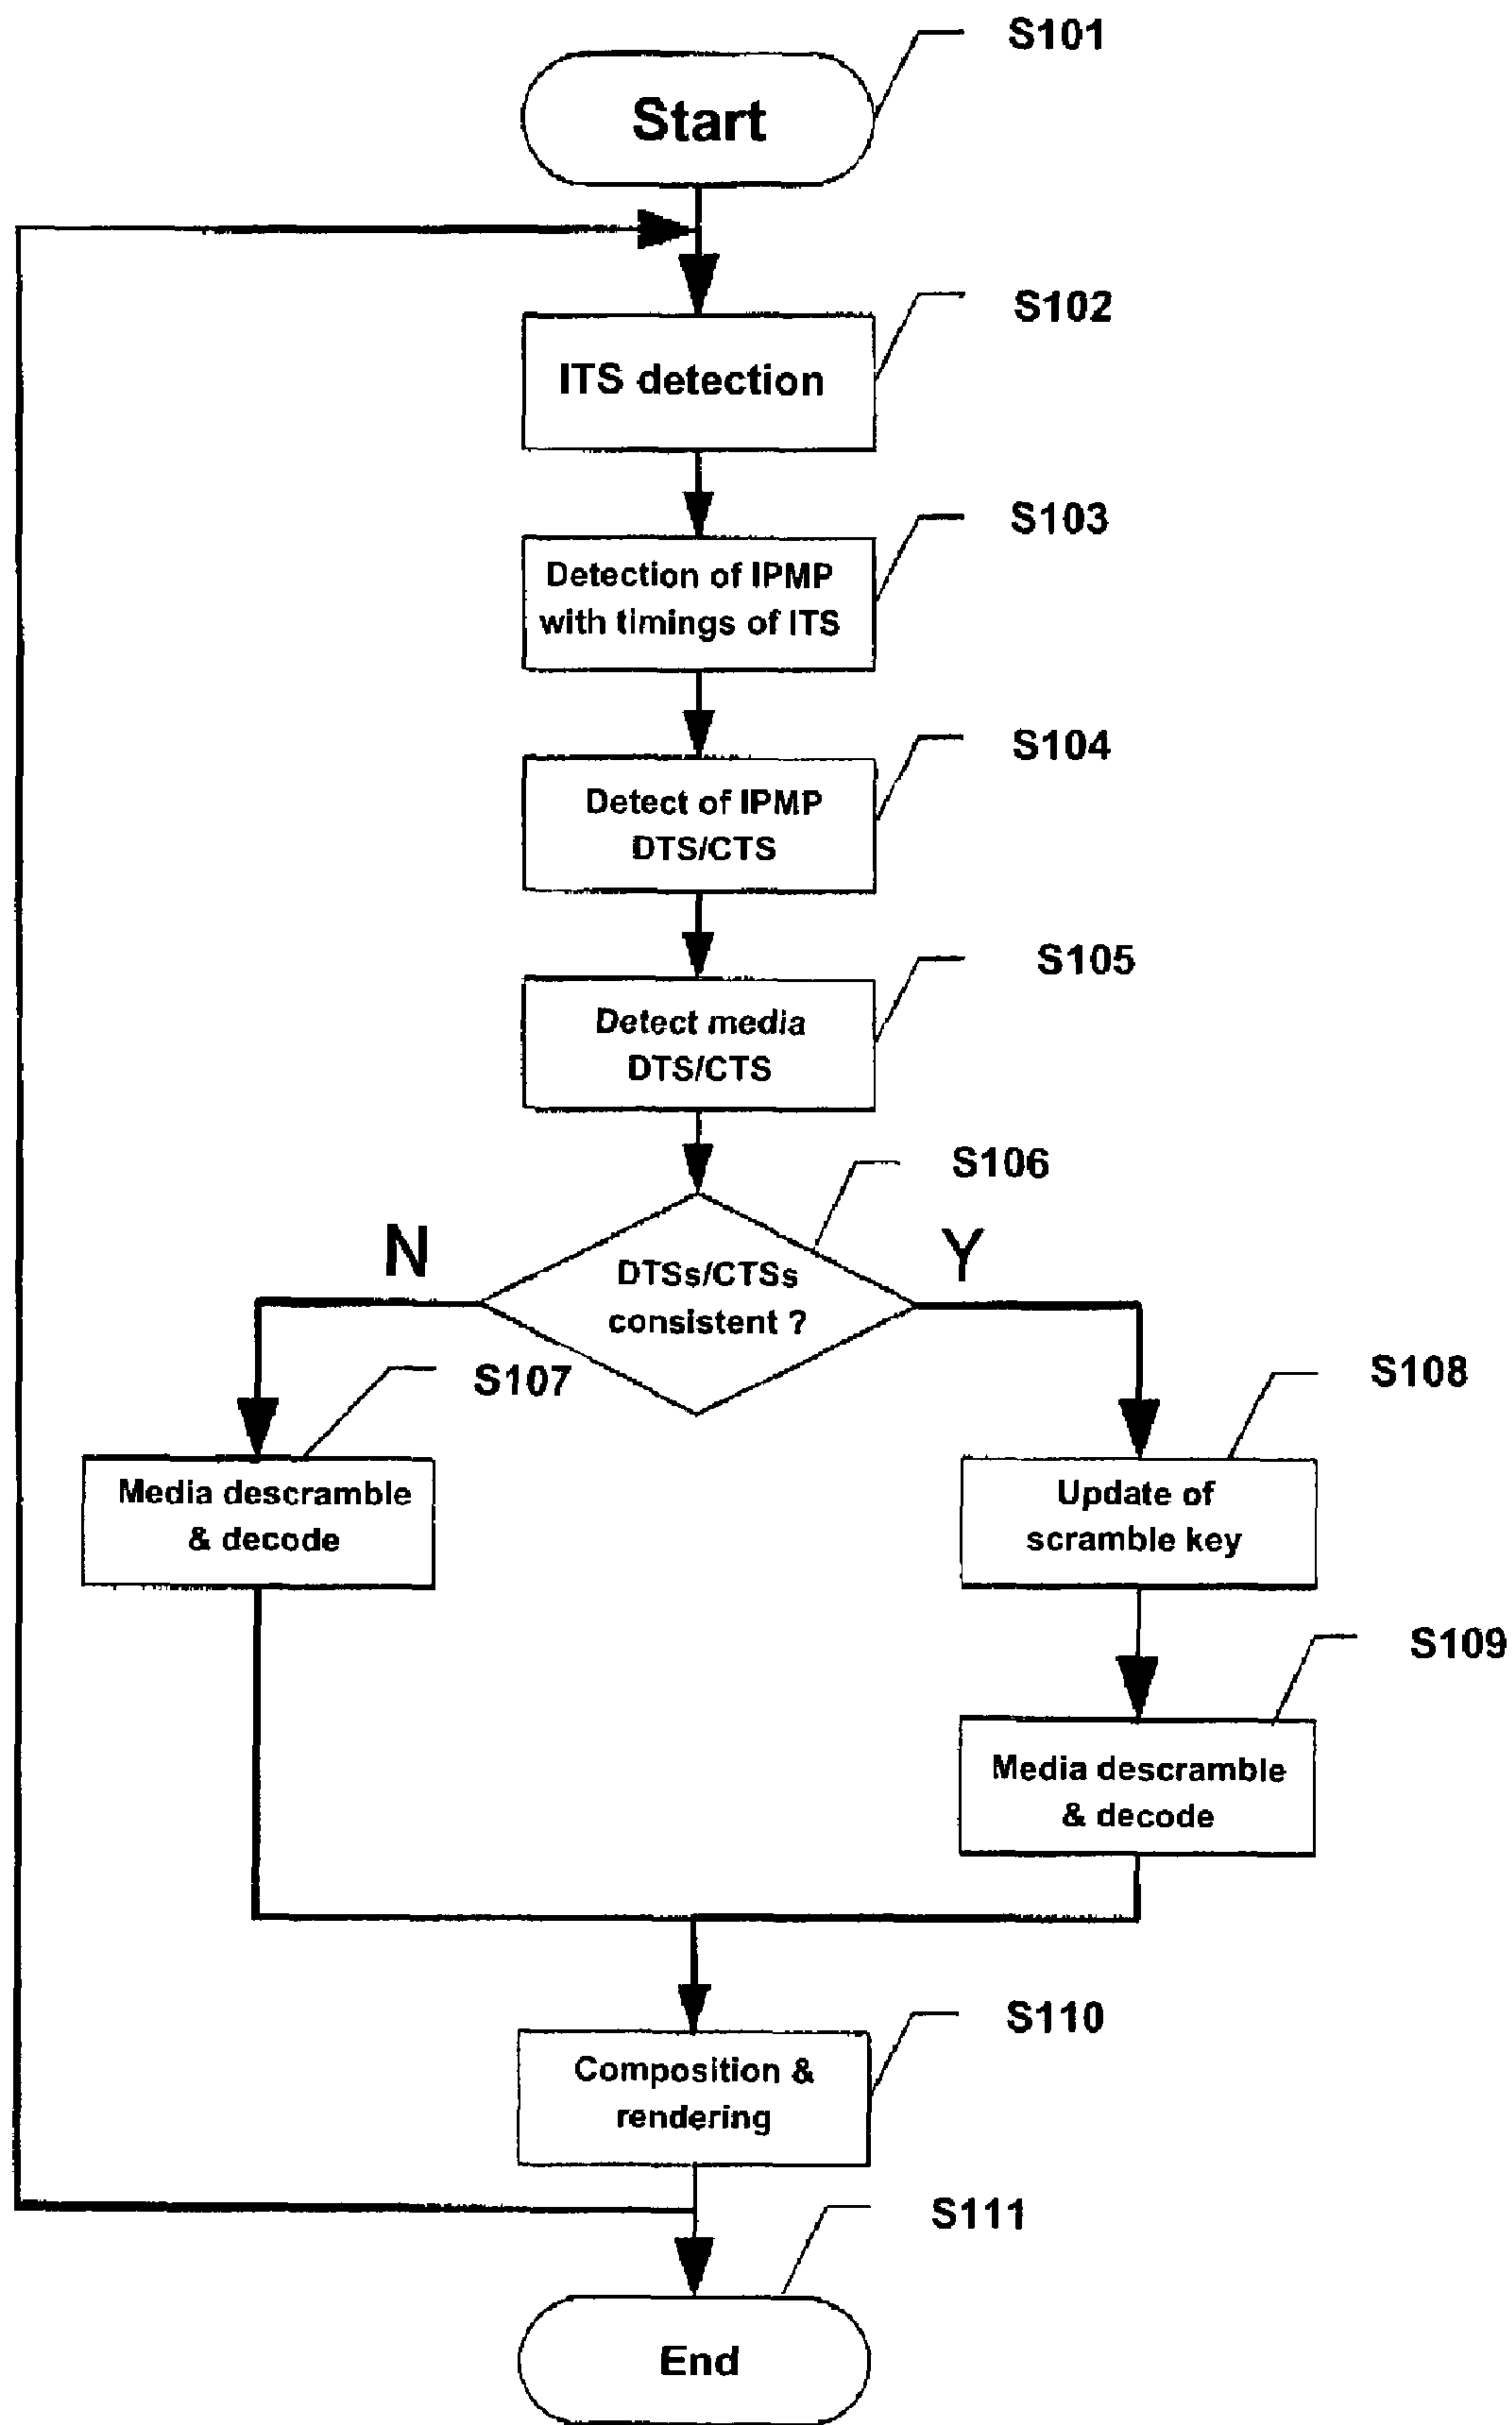 S101
Start
S102
ITS detection
S103
Detection of IPMP
with timings of ITS
S104
Detect of IPMP
DTS/CTS
S105
Detect media
DTS/CTS
S106
N
Y
DTSs/CTSs
consistent ?
S107
S108
Media descramble
& decode
Update of
scramble key
S109
Media descramble
& decode
S110
Composition &
rendering
S111
End